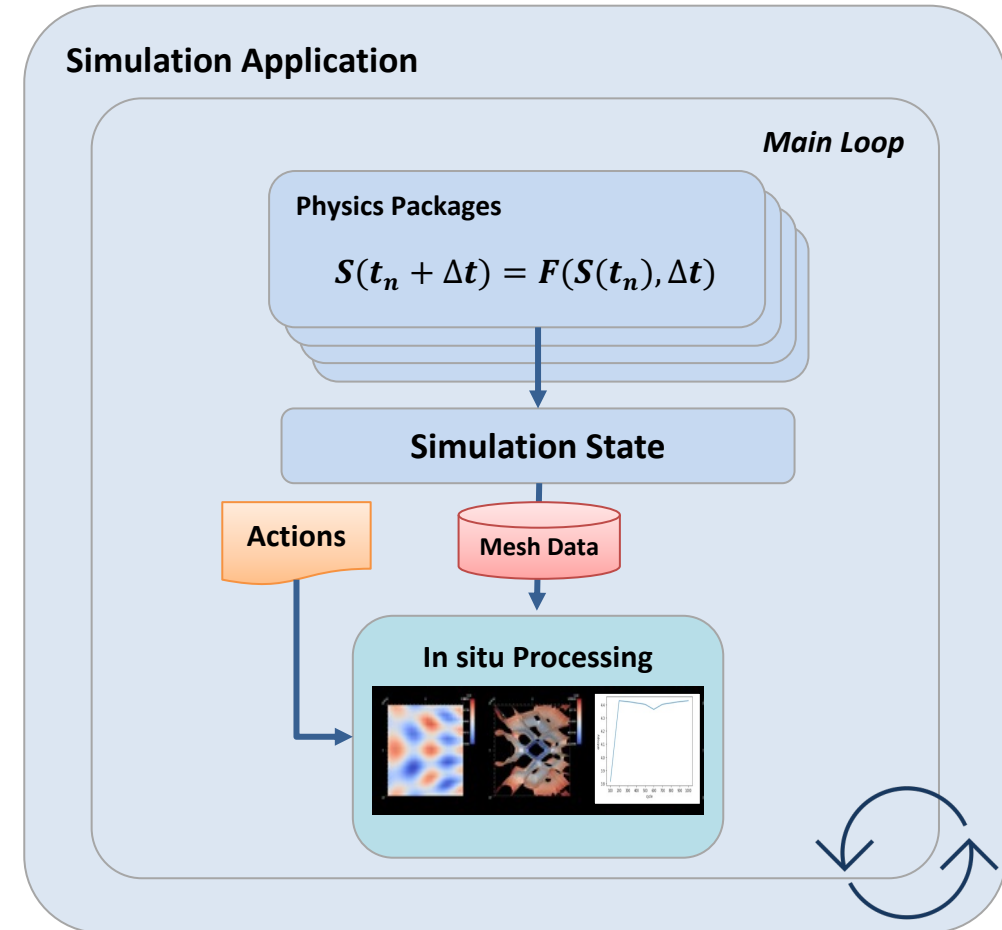 Simulation Application
Main Loop
Physics Packages
S(tₙ + Δt) = F(S(tₙ), Δt)
Simulation State
Actions
Mesh Data
In situ Processing